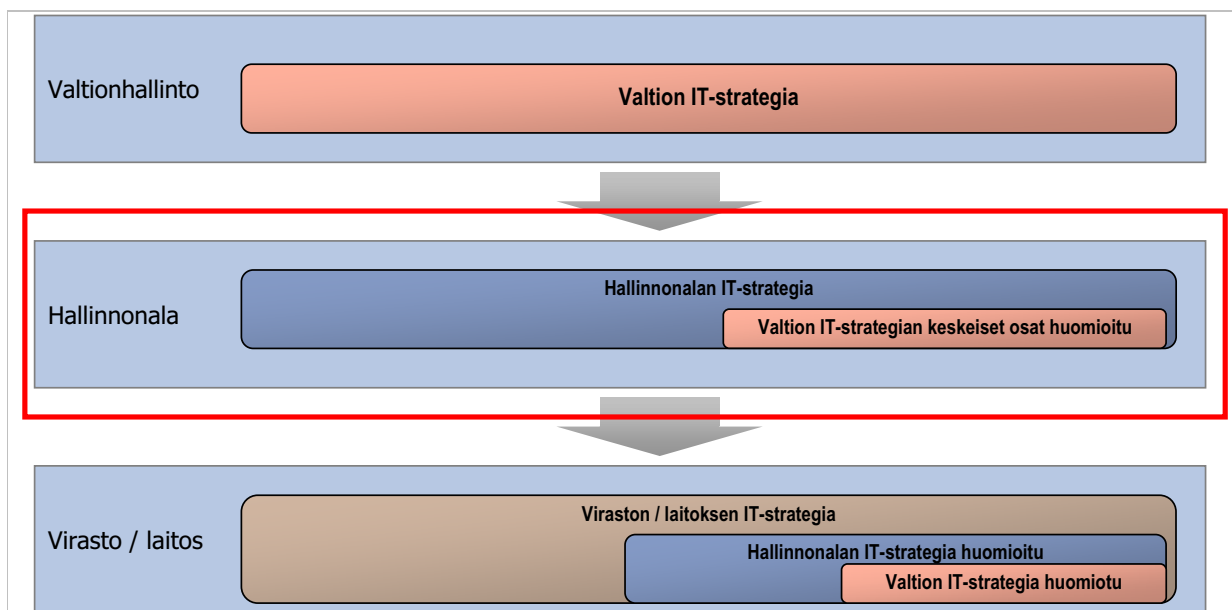 Valtionhallinto
Valtion IT-strategia
Hallinnonala
Hallinnonalan IT-strategia
Valtion IT-strategian keskeiset osat huomioitu
Virasto / laitos
Viraston / laitoksen IT-strategia
Hallinnonalan IT-strategia huomioitu
Valtion IT-strategia huomiotu